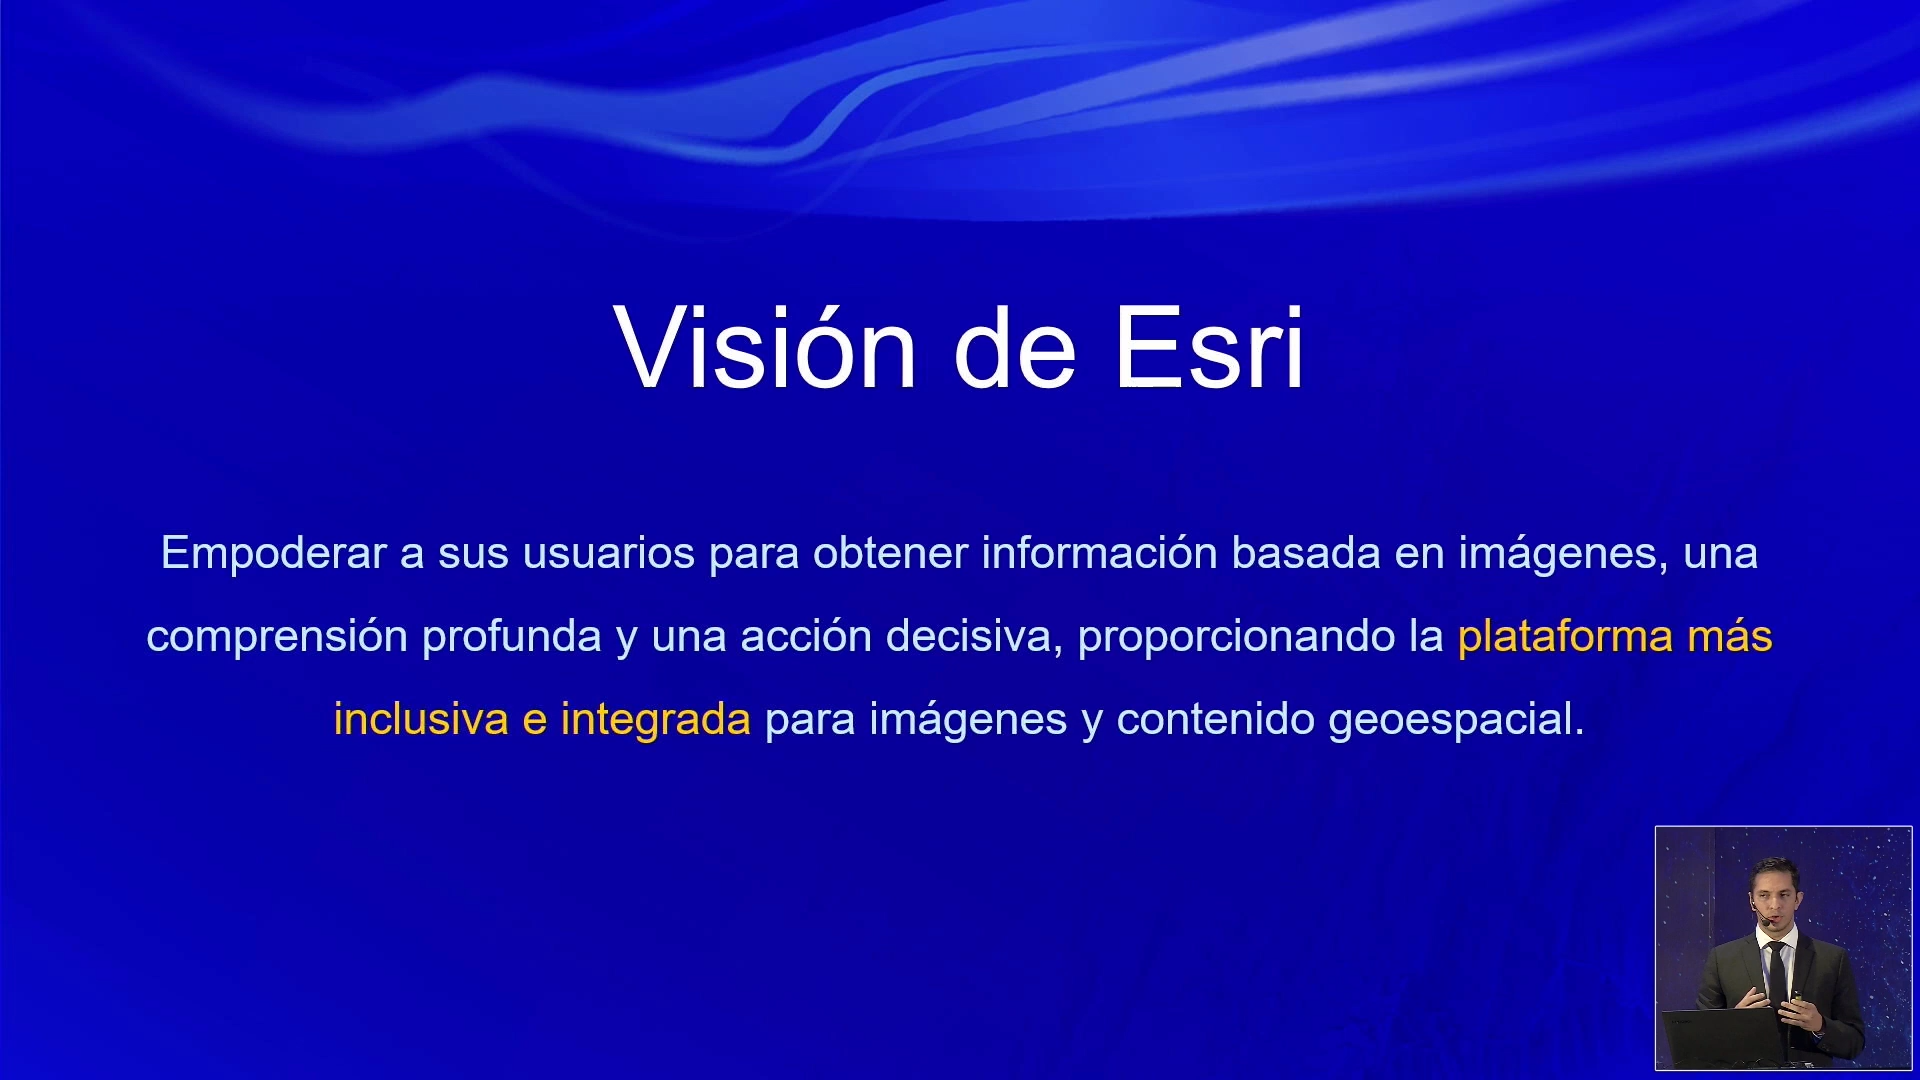 Visión de Esri
Empoderar a sus usuarios para obtener información basada en imágenes, una
comprensión profunda y una acción decisiva, proporcionando la plataforma más
inclusiva e integrada para imágenes y contenido geoespacial.